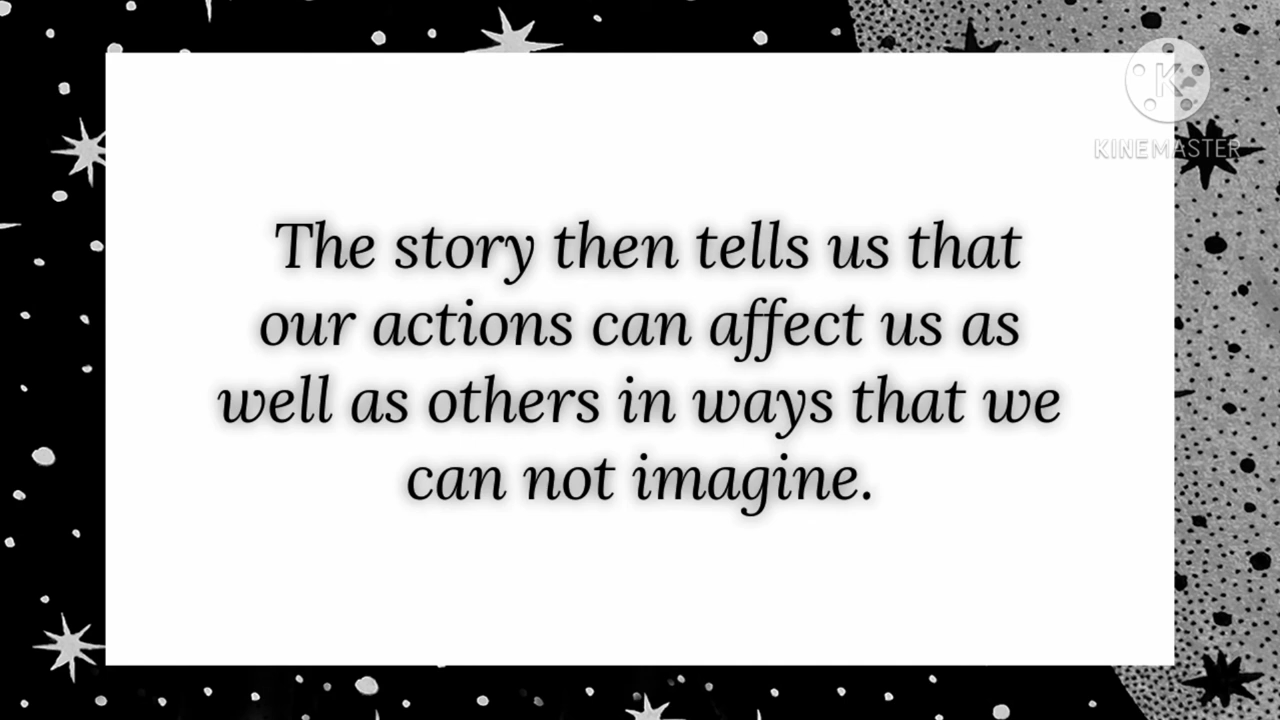 K
KINEMASTER
The story then tells us that
our actions can affect us as
well as others in ways that we
can not imagine.